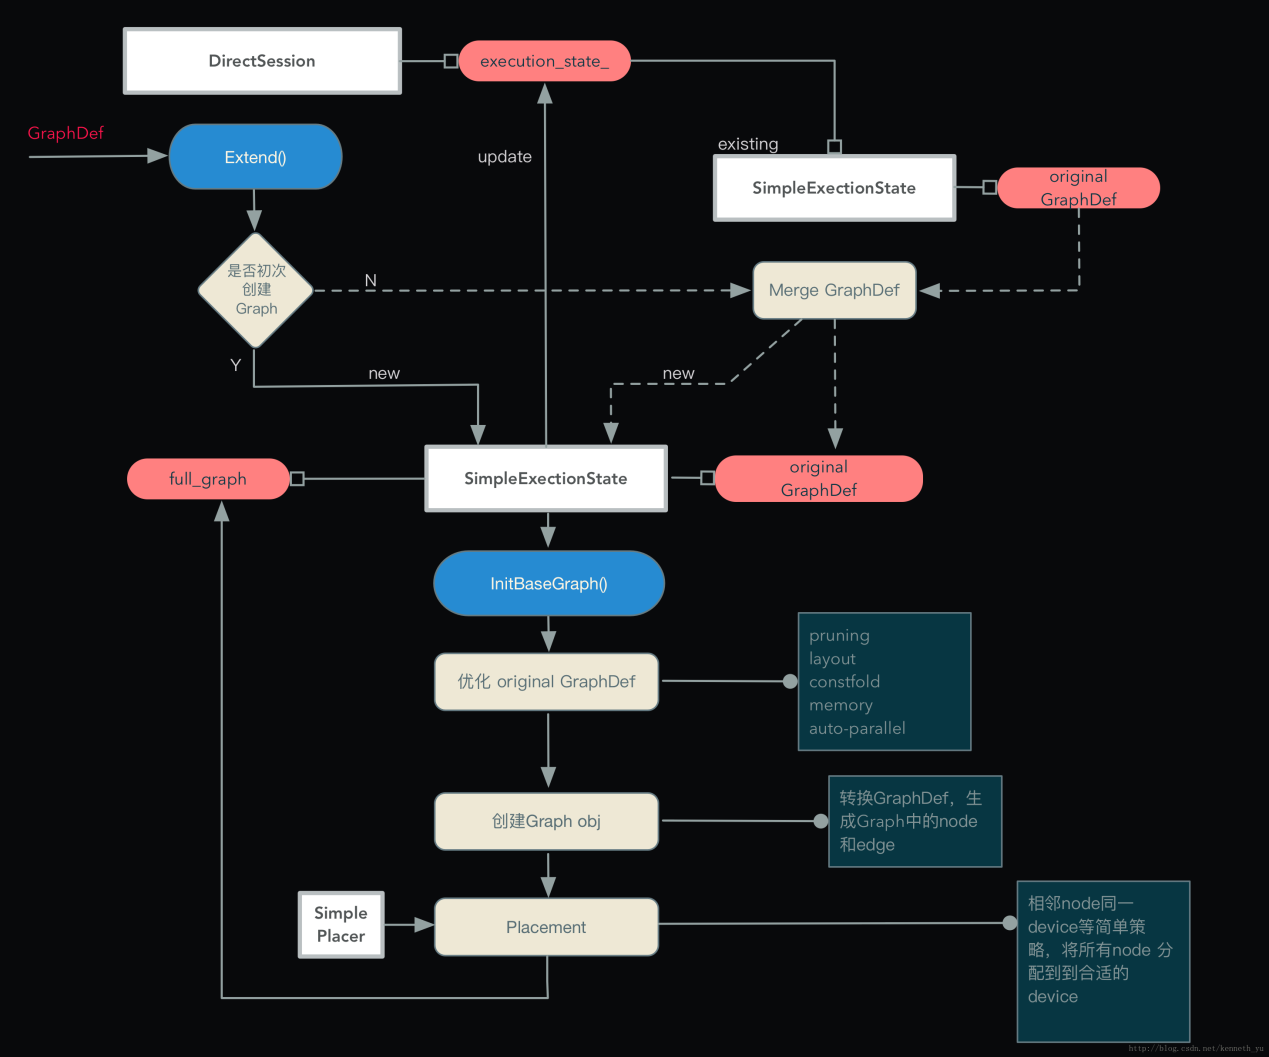 DirectSession
execution_state_
GraphDef
Extend()
update
existing
SimpleExectionState
original
GraphDef
是否初次
创建
Graph
N
Merge GraphDef
Y
new
new
full_graph
SimpleExectionState
original
GraphDef
InitBaseGraph()
优化 original GraphDef
pruning
layout
constfold
memory
auto-parallel
创建Graph obj
转换GraphDef，生
成Graph中的node
和edge
Simple
Placer
Placement
相邻node同一
device等简单策
略，将所有node 分
配到到合适的
device
http://blog.csdn.net/kenneth_yu